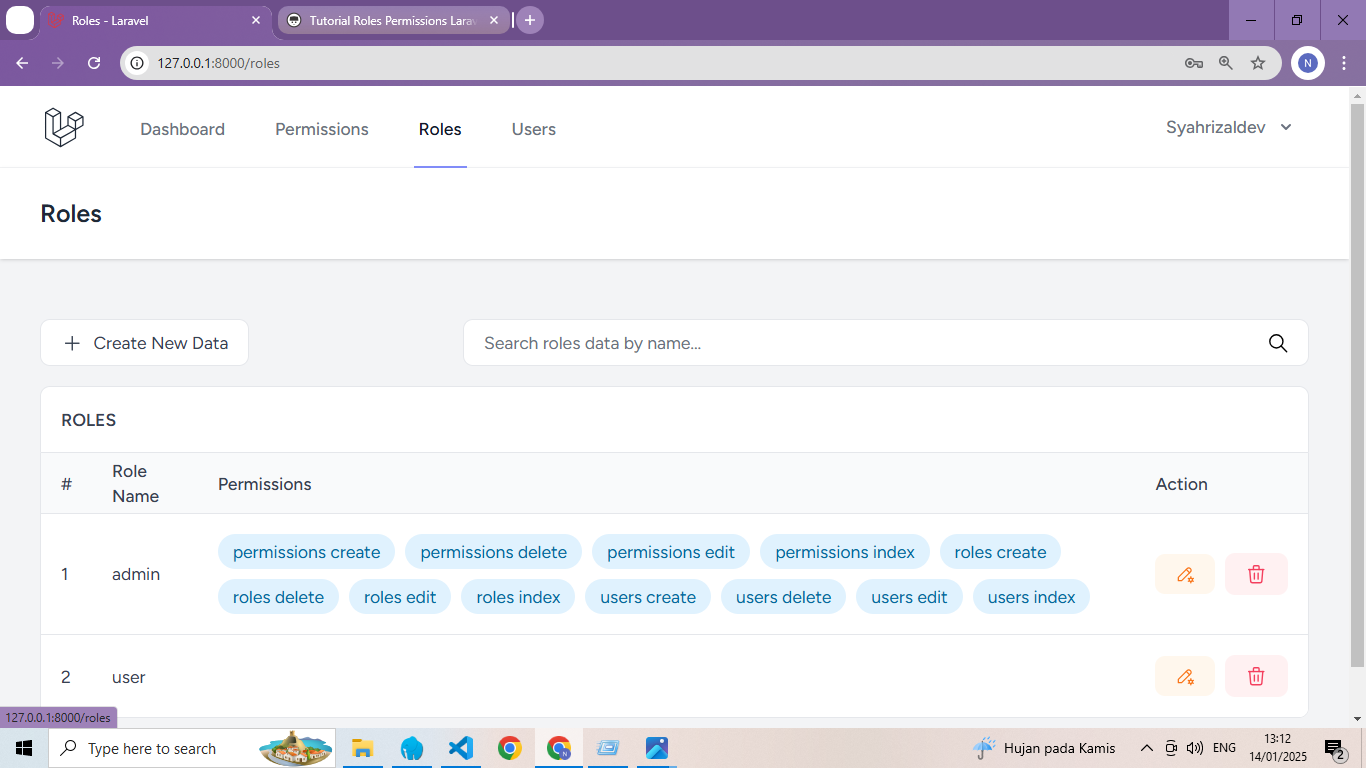 Roles - Laravel
Tutorial Roles Permissions Larav
127.0.0.1:8000/roles
N
Dashboard Permissions Roles Users
Syahrizaldev
Roles
Create New Data
Search roles data by name...
ROLES
# Role Name Permissions Action
1 admin permissions create permissions delete permissions edit permissions index roles create
roles delete roles edit roles index users create users delete users edit users index
2 user
127.0.0.1:8000/roles
Type here to search
Hujan pada Kamis
ENG
13:12
14/01/2025
2